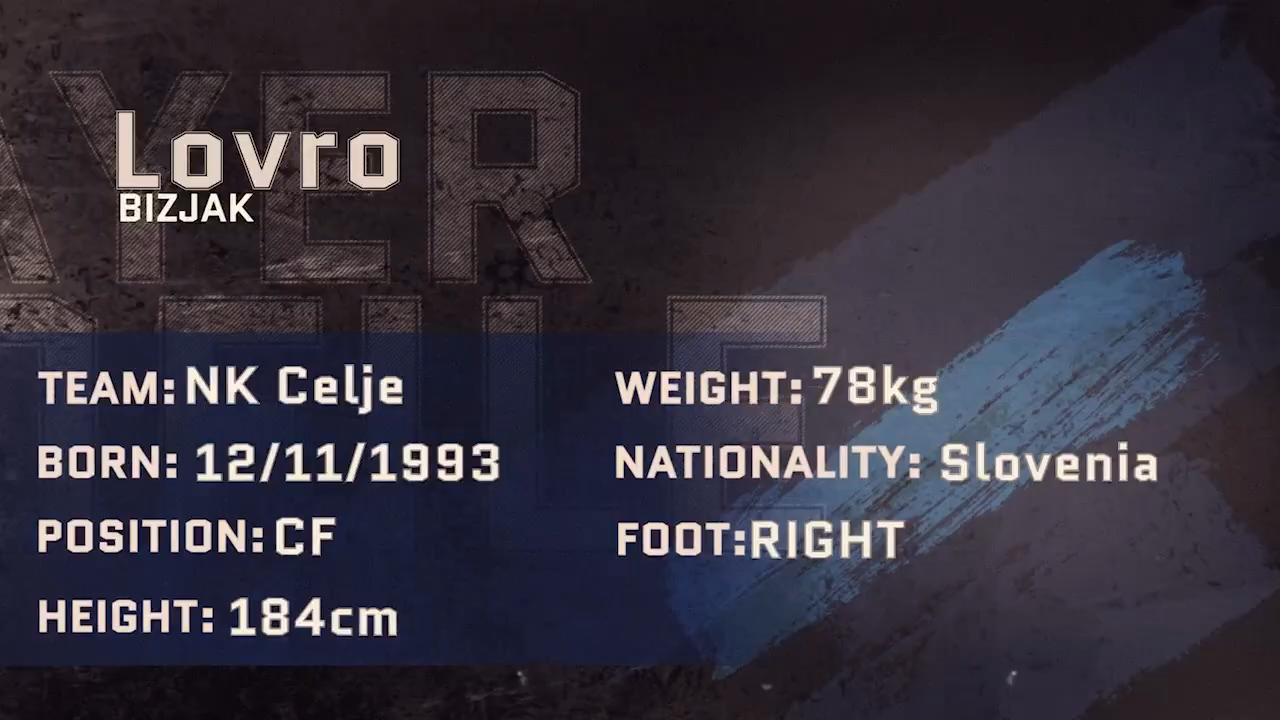 AYER
Lovro
BIZJAK
TEAM: NK Celje
BORN: 12/11/1993
POSITION: CF
HEIGHT: 184cm
WEIGHT: 78kg
NATIONALITY: Slovenia
FOOT:RIGHT